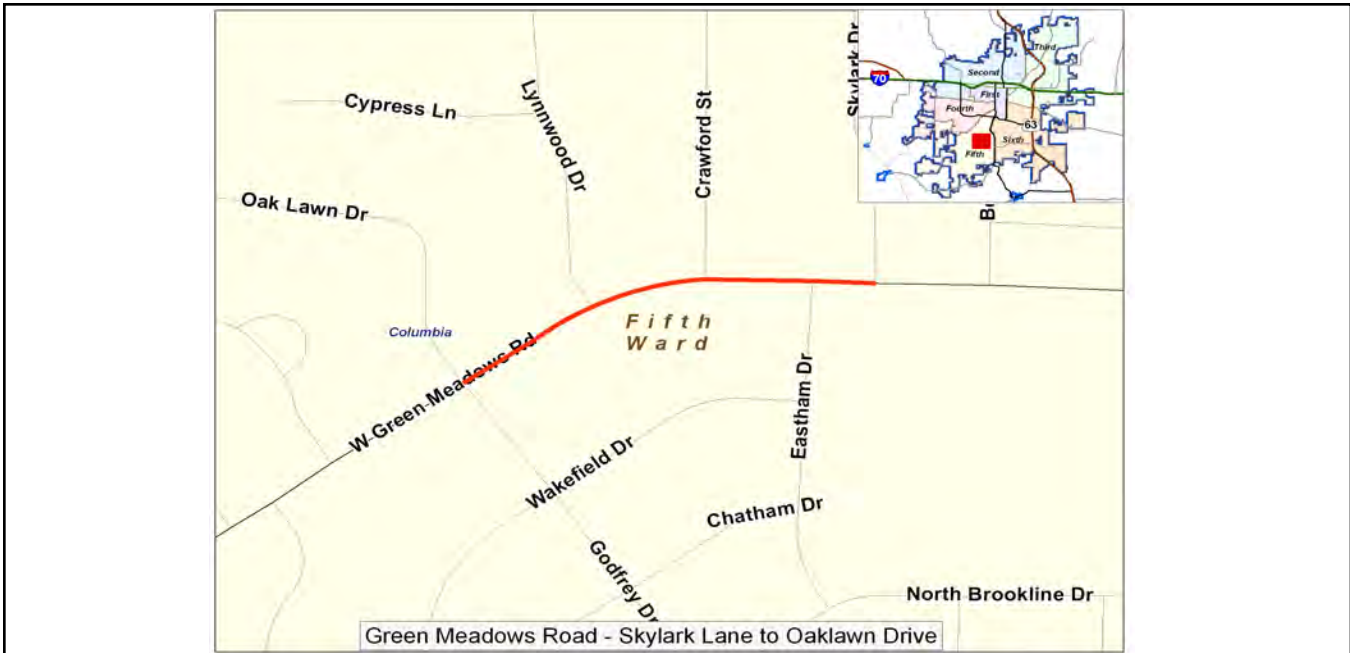 Cypress Ln
Lynnwood Dr
Crawford St
Skylark Dr
Third
Second
70
First
Fourth
63
Sixth
Fifth
Oak Lawn Dr
Columbia
Fifth
Ward
W Green Meadows Rd
Eastham Dr
Wakefield Dr
Chatham Dr
Godfrey Dr
North Brookline Dr
Green Meadows Road - Skylark Lane to Oaklawn Drive